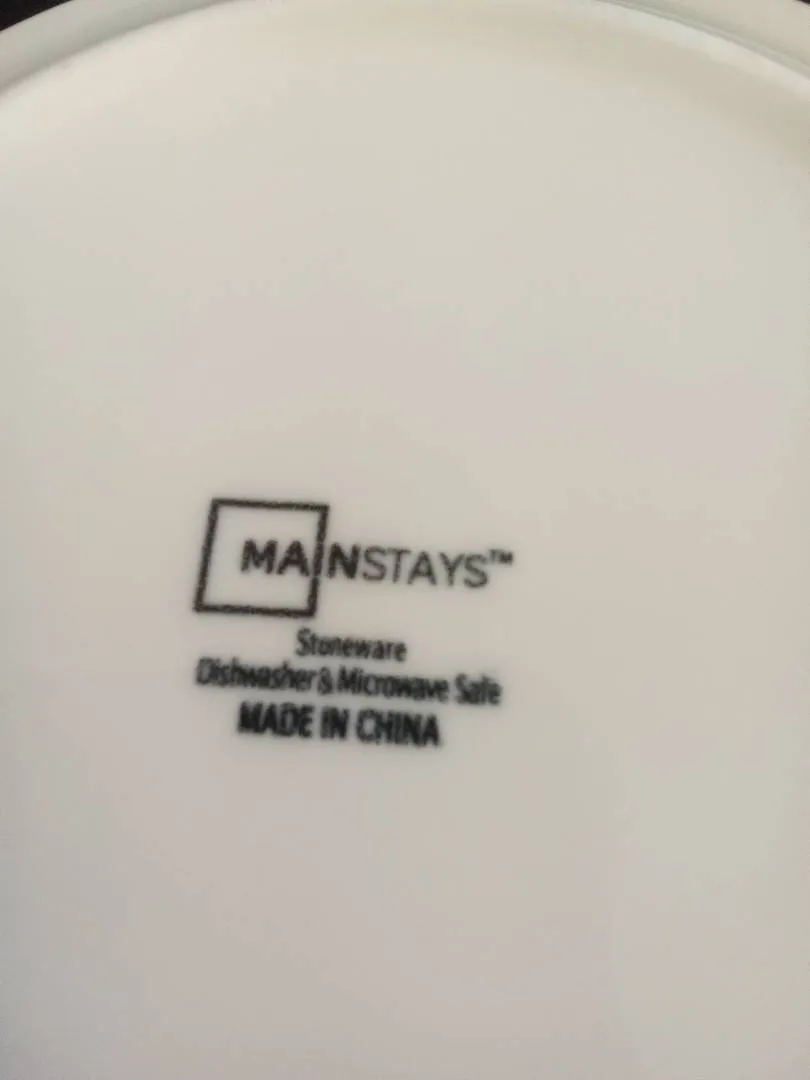 MAINSTAYS™
Stoneware
Dishwasher & Microwave Safe
MADE IN CHINA